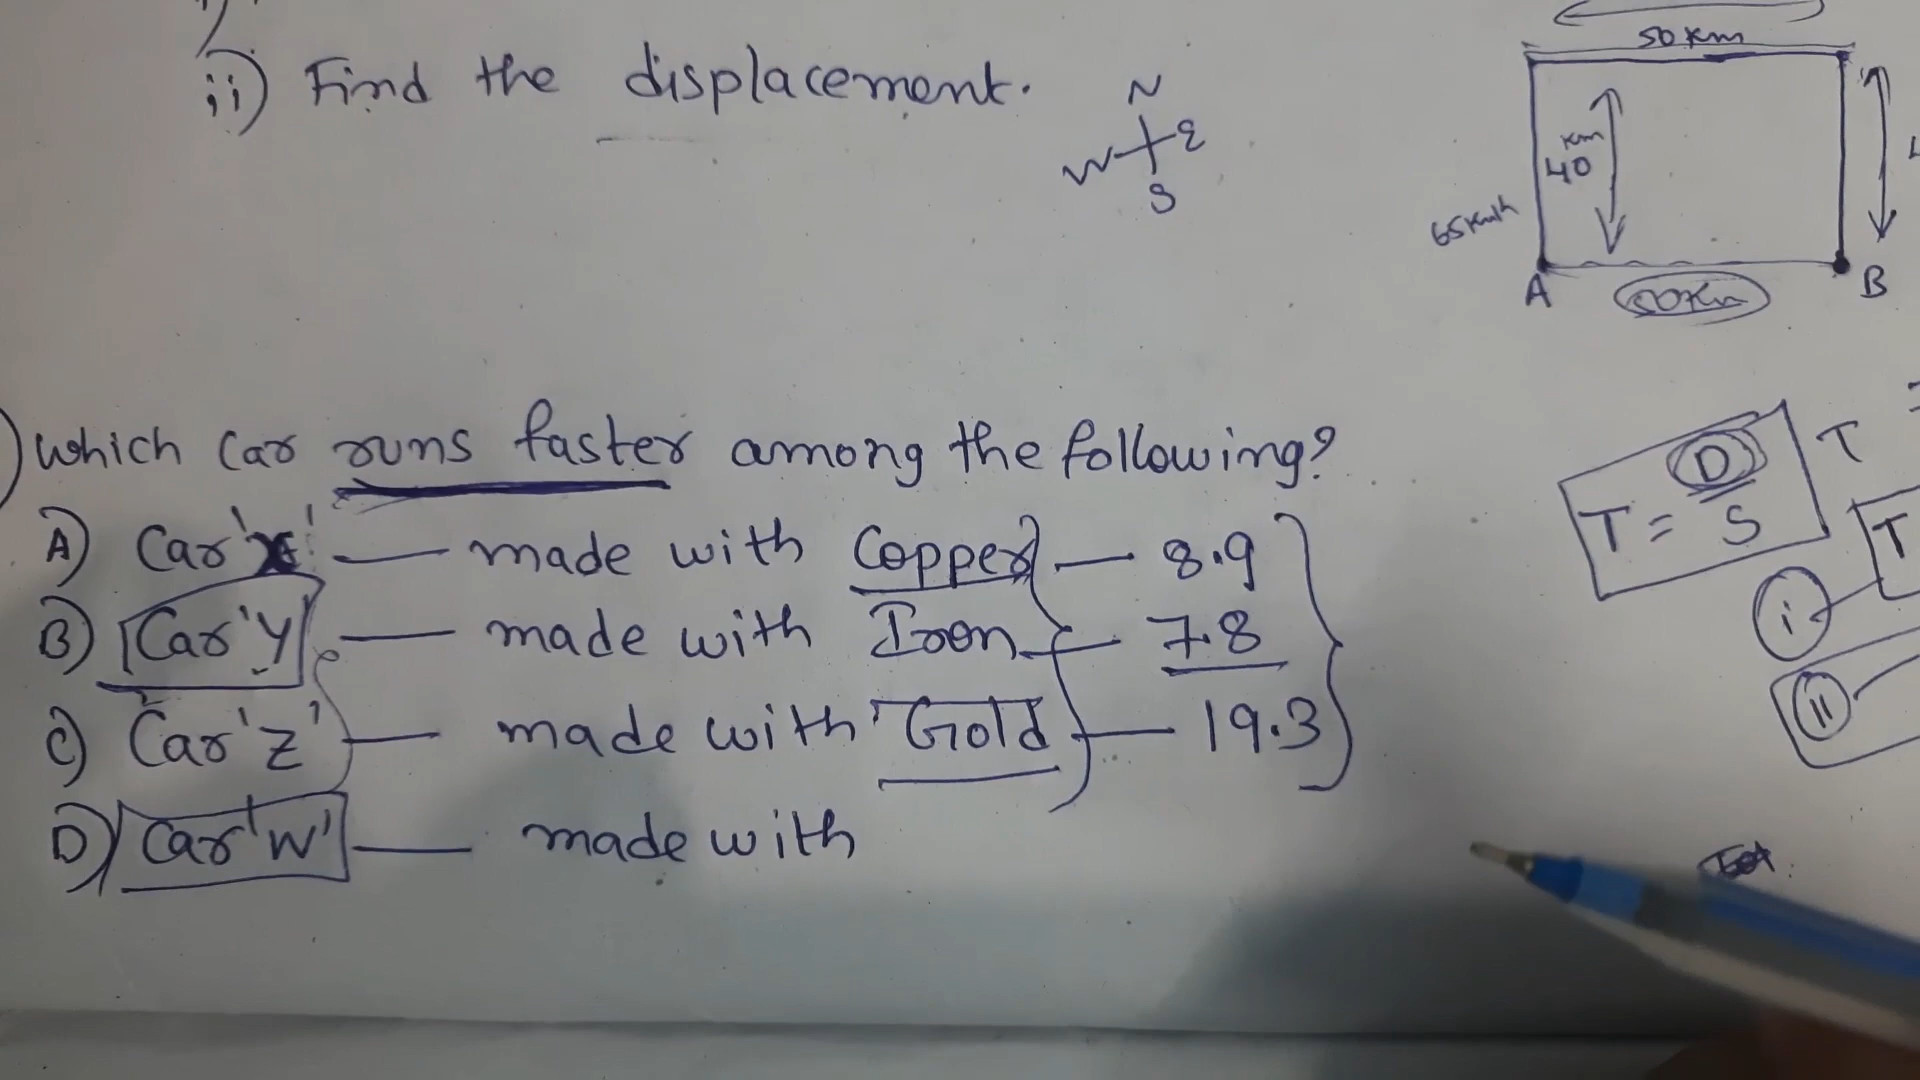 ii) Find the displacement.
N
W E
S
50 Km
40 Km
65 Km/h
A
50 Km
B
Which Car runs faster among the following?
A) Car 'X' — made with Copper — 8.9
B) Car 'Y' — made with Iron — 7.8
C) Car 'Z' — made with Gold — 19.3
D) Car 'W' — made with
T = D/S
T
T
i
ii